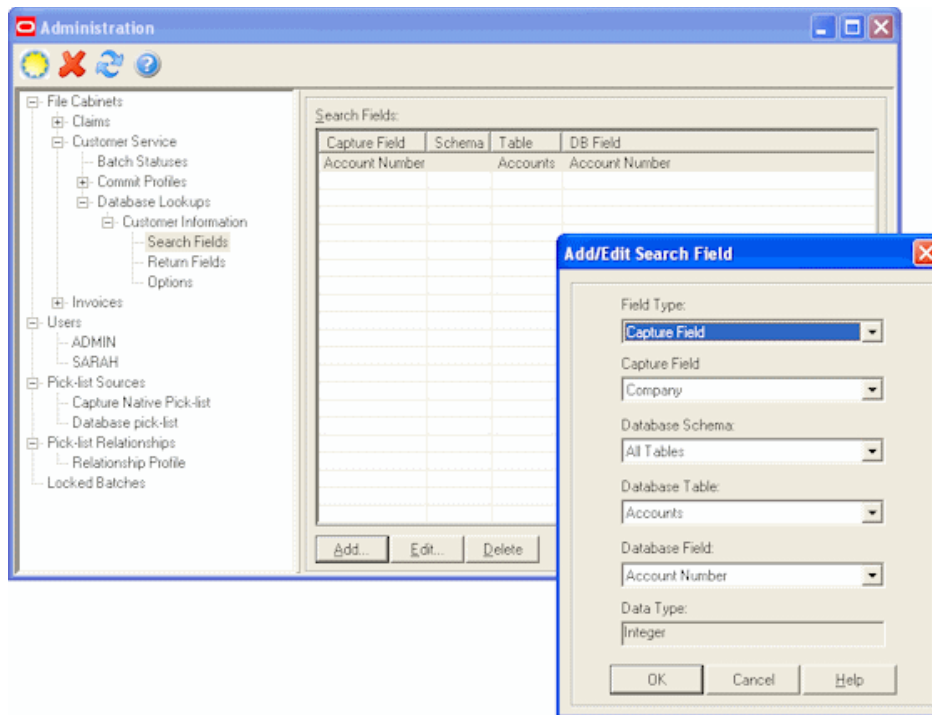 Administration
File Cabinets
Claims
Customer Service
Batch Statuses
Commit Profiles
Database Lookups
Customer Information
Search Fields
Return Fields
Options
Invoices
Users
ADMIN
SARAH
Pick-list Sources
Capture Native Pick-list
Database pick-list
Pick-list Relationships
Relationship Profile
Locked Batches
Search Fields:
Capture Field Schema Table DB Field
Account Number Accounts Account Number
Add... Edit... Delete
Add/Edit Search Field
Field Type:
Capture Field
Capture Field
Company
Database Schema:
All Tables
Database Table:
Accounts
Database Field:
Account Number
Data Type:
Integer
OK Cancel Help